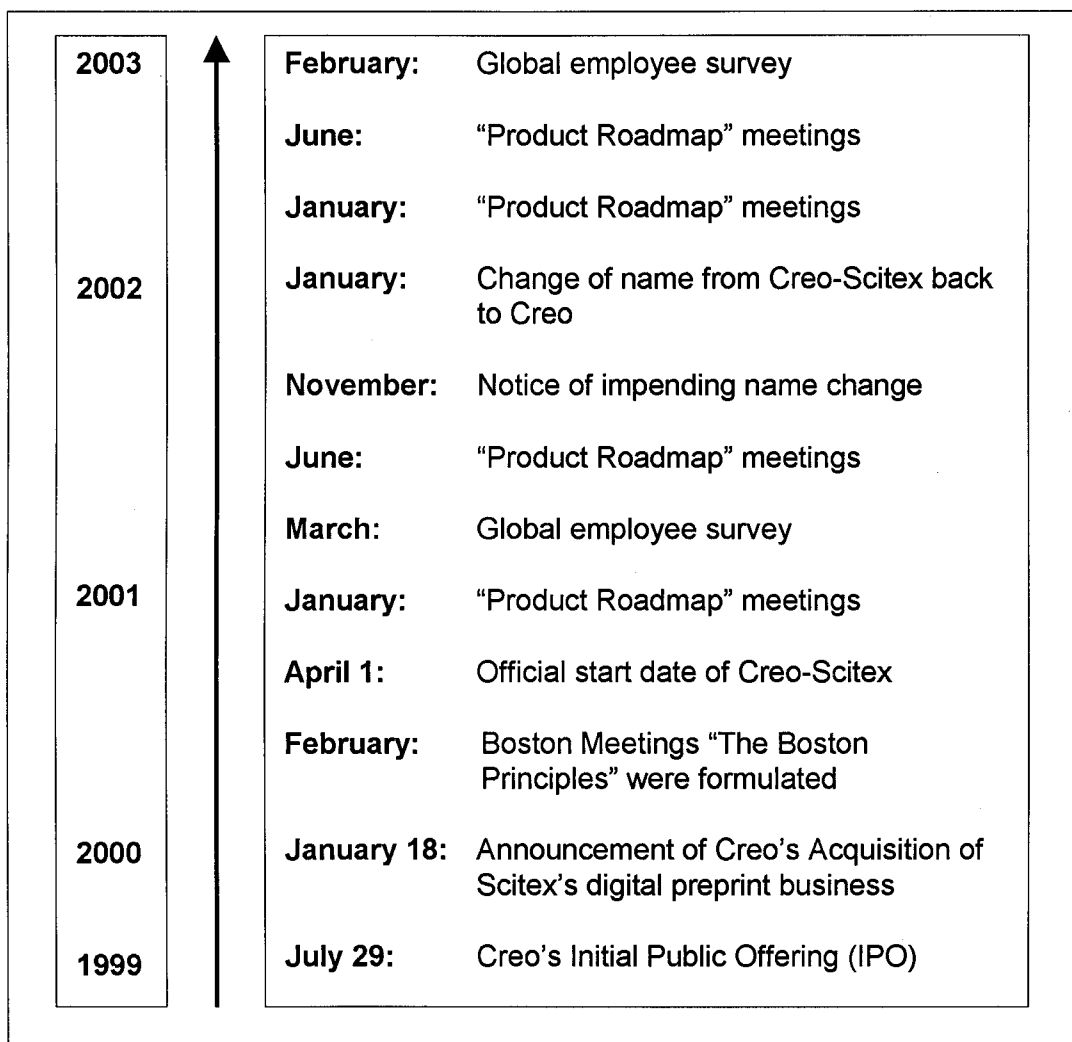 2003 February: Global employee survey
June: “Product Roadmap” meetings
January: “Product Roadmap” meetings
2002 January: Change of name from Creo-Scitex back
to Creo
November: Notice of impending name change
June: “Product Roadmap” meetings
March: Global employee survey
2001 January: “Product Roadmap” meetings
April 1: Official start date of Creo-Scitex
February: Boston Meetings “The Boston
Principles” were formulated
2000 January 18: Announcement of Creo’s Acquisition of
Scitex’s digital preprint business
1999 July 29: Creo’s Initial Public Offering (IPO)